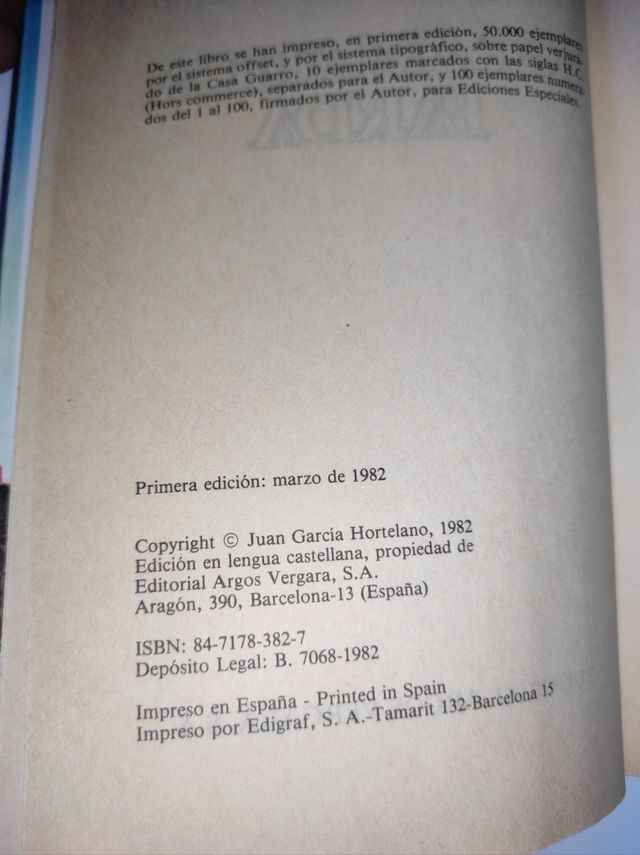 De este libro se han impreso, en primera edición, 50.000 ejemplares
por el sistema offset, y por el sistema tipográfico, sobre papel verjura-
do de la Casa Guarro, 10 ejemplares marcados con las siglas H.C.
(Hors commerce), separados para el Autor, y 100 ejemplares numera-
dos del 1 al 100, firmados por el Autor, para Ediciones Especiales.
Primera edición: marzo de 1982
Copyright © Juan García Hortelano, 1982
Edición en lengua castellana, propiedad de
Editorial Argos Vergara, S.A.
Aragón, 390, Barcelona-13 (España)
ISBN: 84-7178-382-7
Depósito Legal: B. 7068-1982
Impreso en España - Printed in Spain
Impreso por Edigraf, S. A.-Tamarit 132-Barcelona 15